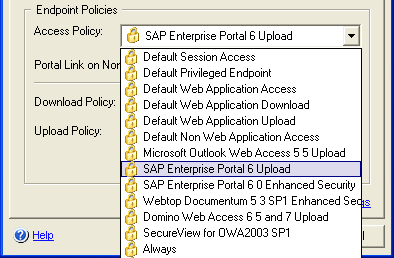 Endpoint Policies
Access Policy: SAP Enterprise Portal 6 Upload
Default Session Access
Default Privileged Endpoint
Portal Link on Non
Default Web Application Access
Default Web Application Download
Download Policy:
Default Web Application Upload
Upload Policy:
Default Non Web Application Access
Microsoft Outlook Web Access 5 5 Upload
SAP Enterprise Portal 6 Upload
SAP Enterprise Portal 6 0 Enhanced Security
Webtop Documentum 5 3 SP1 Enhanced Secu
Domino Web Access 6 5 and 7 Upload
Help
SecureView for OWA2003 SP1
Always